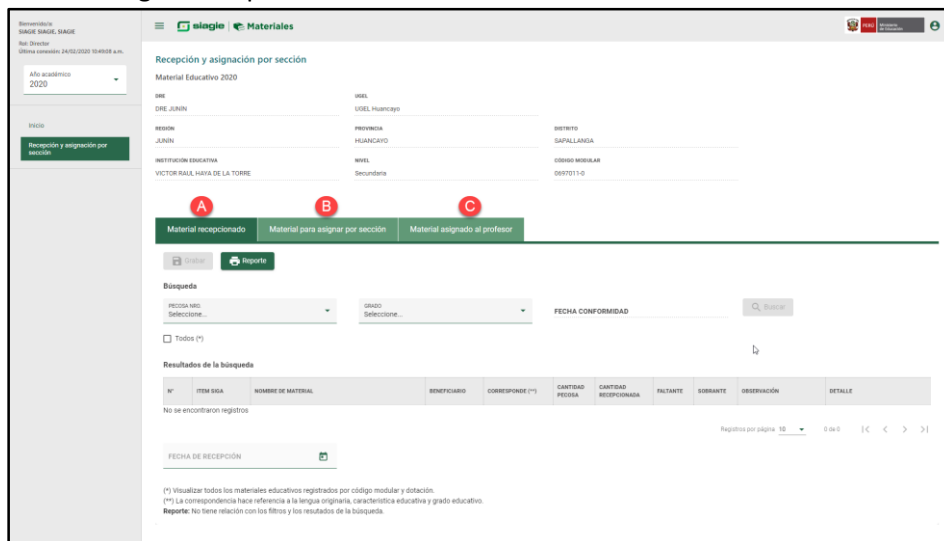 Bienvenido/a
SIAGIE SIAGIE, SIAGIE
Rol: Director
Última conexión: 24/02/2020 10:49:08 a.m.
Año académico
2020
Inicio
Recepción y asignación por
sección
siagie Materiales
PERÚ Ministerio
de Educación
Recepción y asignación por sección
Material Educativo 2020
DRE UGEL
DRE JUNÍN UGEL Huancayo
REGIÓN PROVINCIA DISTRITO
JUNÍN HUANCAYO SAPALLANGA
INSTITUCIÓN EDUCATIVA NIVEL CÓDIGO MODULAR
VICTOR RAUL HAYA DE LA TORRE Secundaria 0697011-0
A B C
Material recepcionado Material para asignar por sección Material asignado al profesor
Grabar Reporte
Búsqueda
PECOSA NRO. GRADO
Seleccione... Seleccione... FECHA CONFORMIDAD Buscar
Todos (*)
Resultados de la búsqueda
N° ITEM SIGA NOMBRE DE MATERIAL BENEFICIARIO CORRESPONDE (**) CANTIDAD PECOSA CANTIDAD RECEPCIONADA FALTANTE SOBRANTE OBSERVACIÓN DETALLE
No se encontraron registros
Registros por página 10 0 de 0
FECHA DE RECEPCIÓN
(*) Visualizar todos los materiales educativos registrados por código modular y dotación.
(**) La correspondencia hace referencia a la lengua originaria, característica educativa y grado educativo.
Reporte: No tiene relación con los filtros y los resutados de la búsqueda.